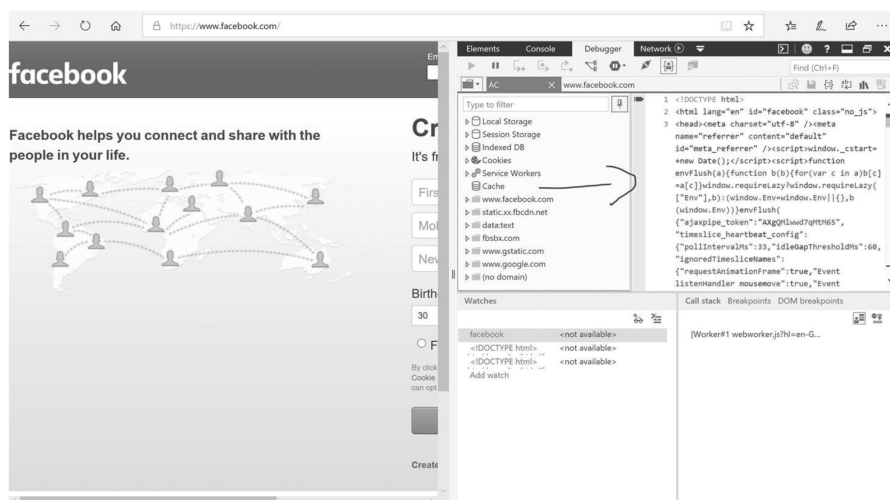 https://www.facebook.com/
facebook
Em
Facebook helps you connect and share with the
people in your life.
Cr
It's fr
Firs
Mol
Nev
Birth
30
F
By click
Cookie
can opt
Create
Elements Console Debugger Network
Find (Ctrl+F)
AC
www.facebook.com
Type to filter
Local Storage
Session Storage
Indexed DB
Cookies
Service Workers
Cache
www.facebook.com
static.xx.fbcdn.net
data:text
fbsbx.com
www.gstatic.com
www.google.com
(no domain)
1 <!DOCTYPE html>
2 <html lang="en" id="facebook" class="no_js">
3 <head><meta charset="utf-8" /><meta
name="referrer" content="default"
id="meta_referrer" /><script>window._cstart=
+new Date();</script><script>function
envFlush(a){function b(b){for(var c in a)b[c]
=a[c]}window.requireLazy?window.requireLazy(
["Env"],b):(window.Env=window.Env||{},b
(window.Env))}envFlush(
{"ajaxpipe_token":"AXgQMlwwd7qMtM65",
"timeslice_heartbeat_config":
{"pollIntervalMs":33,"idleGapThresholdMs":60,
"ignoredTimesliceNames":
{"requestAnimationFrame":true,"Event
listenHandler mousemove":true,"Event
Watches
facebook <not available>
<!DOCTYPE html> <not available>
<!DOCTYPE html> <not available>
Add watch
Call stack Breakpoints DOM breakpoints
[Worker#1 webworker.js?hl=en-G...